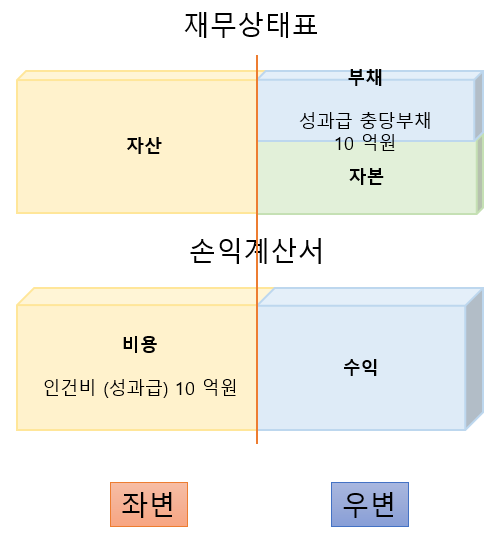 재무상태표
부채
성과급 충당부채
10 억원
자산
자본
손익계산서
비용
인건비 (성과급) 10 억원
수익
좌변
우변